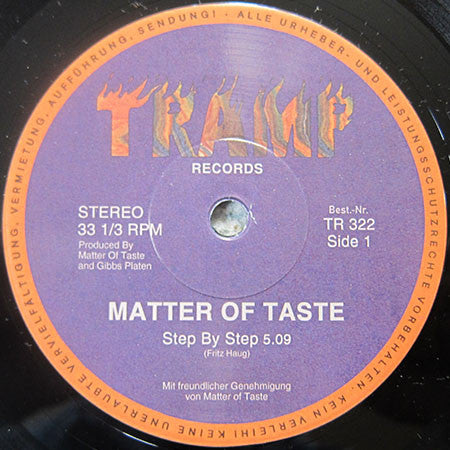 ALLE URHEBER- UND LEISTUNGSSCHUTZRECHTE VORBEHALTEN. KEIN VERLEIH! KEINE UNERLAUBTE VERVIELFÄLTIGUNG, VERMIETUNG, AUFFÜHRUNG, SENDUNG! -
TRAMP
RECORDS
STEREO
33 1/3 RPM
Produced By
Matter Of Taste
and Gibbs Platen
Best.-Nr.
TR 322
Side 1
MATTER OF TASTE
Step By Step 5.09
(Fritz Haug)
Mit freundlicher Genehmigung
von Matter of Taste